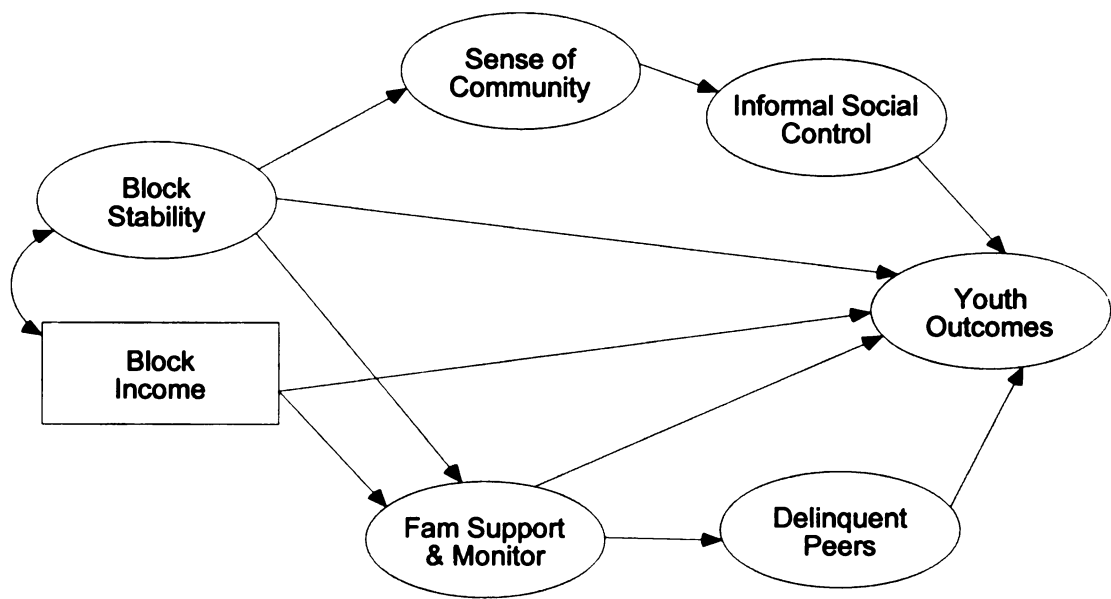 Sense of
Community
Informal Social
Control
Block
Stability
Youth
Outcomes
Block
Income
Fam Support
& Monitor
Delinquent
Peers